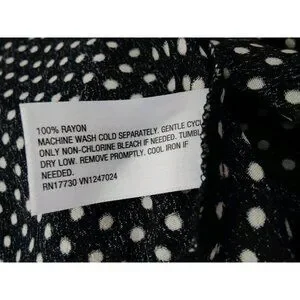 100% RAYON
MACHINE WASH COLD SEPARATELY. GENTLE CYCL
ONLY NON-CHLORINE BLEACH IF NEEDED. TUMBL
DRY LOW. REMOVE PROMPTLY. COOL IRON IF
NEEDED.
RN17730 VN1247024